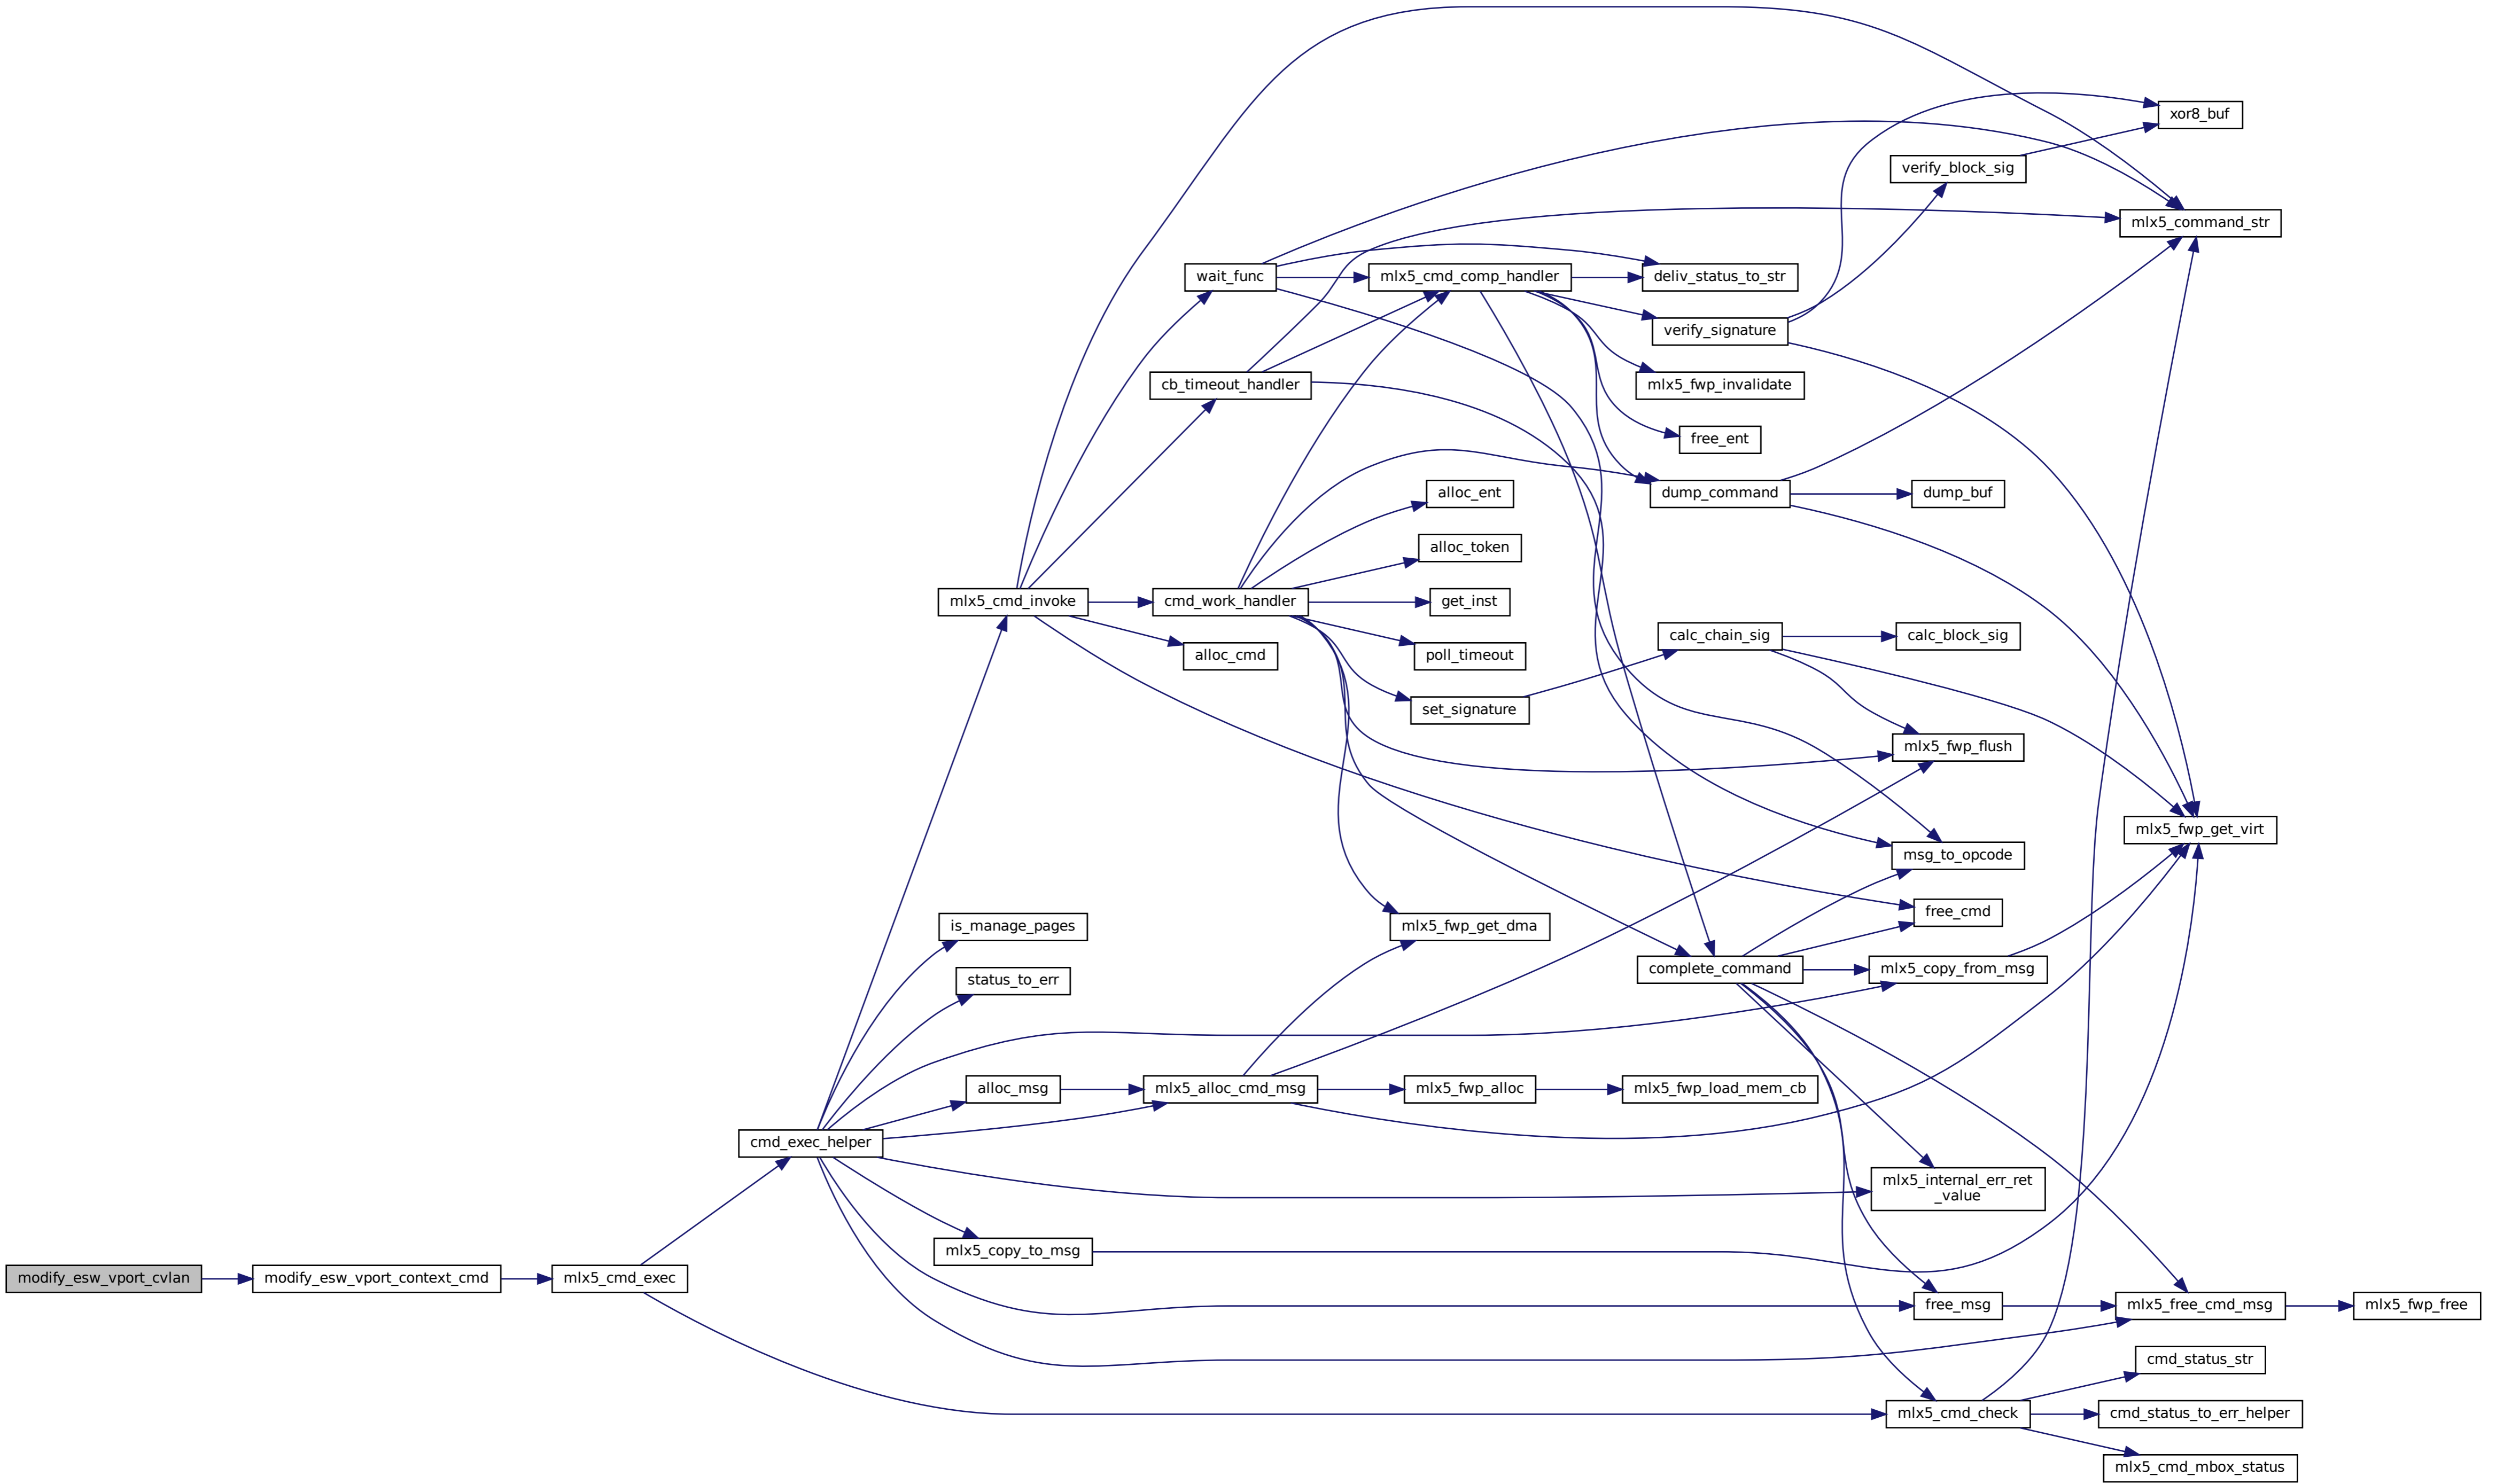 xor8_buf
verify_block_sig
mlx5_command_str
wait_func
mlx5_cmd_comp_handler
deliv_status_to_str
verify_signature
cb_timeout_handler
mlx5_fwp_invalidate
free_ent
alloc_ent
dump_command
dump_buf
alloc_token
mlx5_cmd_invoke
cmd_work_handler
get_inst
calc_chain_sig
calc_block_sig
alloc_cmd
poll_timeout
set_signature
mlx5_fwp_flush
mlx5_fwp_get_virt
msg_to_opcode
free_cmd
is_manage_pages
mlx5_fwp_get_dma
complete_command
mlx5_copy_from_msg
status_to_err
alloc_msg
mlx5_alloc_cmd_msg
mlx5_fwp_alloc
mlx5_fwp_load_mem_cb
cmd_exec_helper
mlx5_internal_err_ret
_value
mlx5_copy_to_msg
modify_esw_vport_cvlan
modify_esw_vport_context_cmd
mlx5_cmd_exec
free_msg
mlx5_free_cmd_msg
mlx5_fwp_free
cmd_status_str
mlx5_cmd_check
cmd_status_to_err_helper
mlx5_cmd_mbox_status